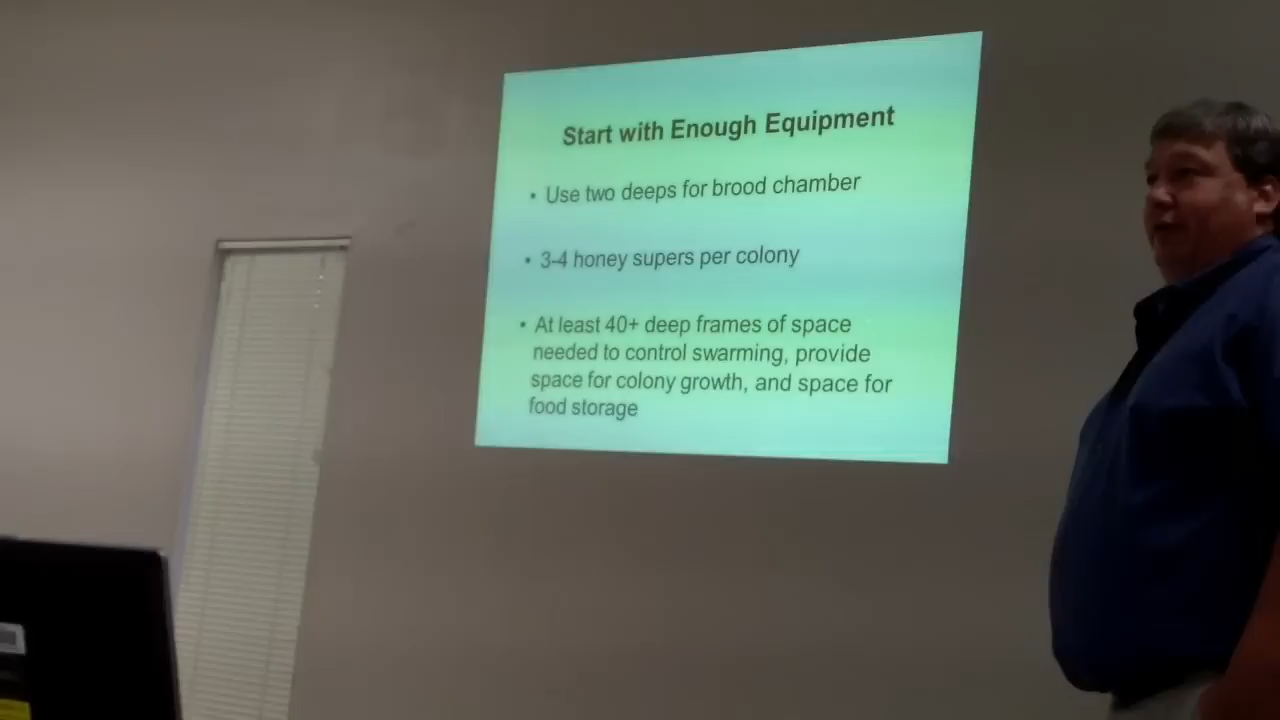 Start with Enough Equipment
• Use two deeps for brood chamber
• 3-4 honey supers per colony
• At least 40+ deep frames of space
needed to control swarming, provide
space for colony growth, and space for
food storage